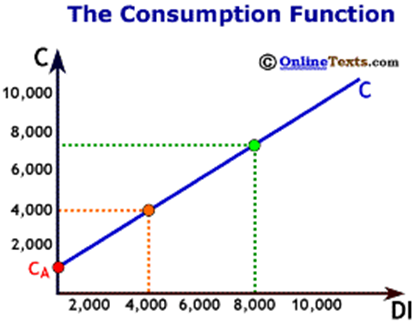 The Consumption Function
© OnlineTexts.com
C
10,000
C
8,000
6,000
4,000
2,000
CA
2,000 4,000 6,000 8,000 10,000
DI